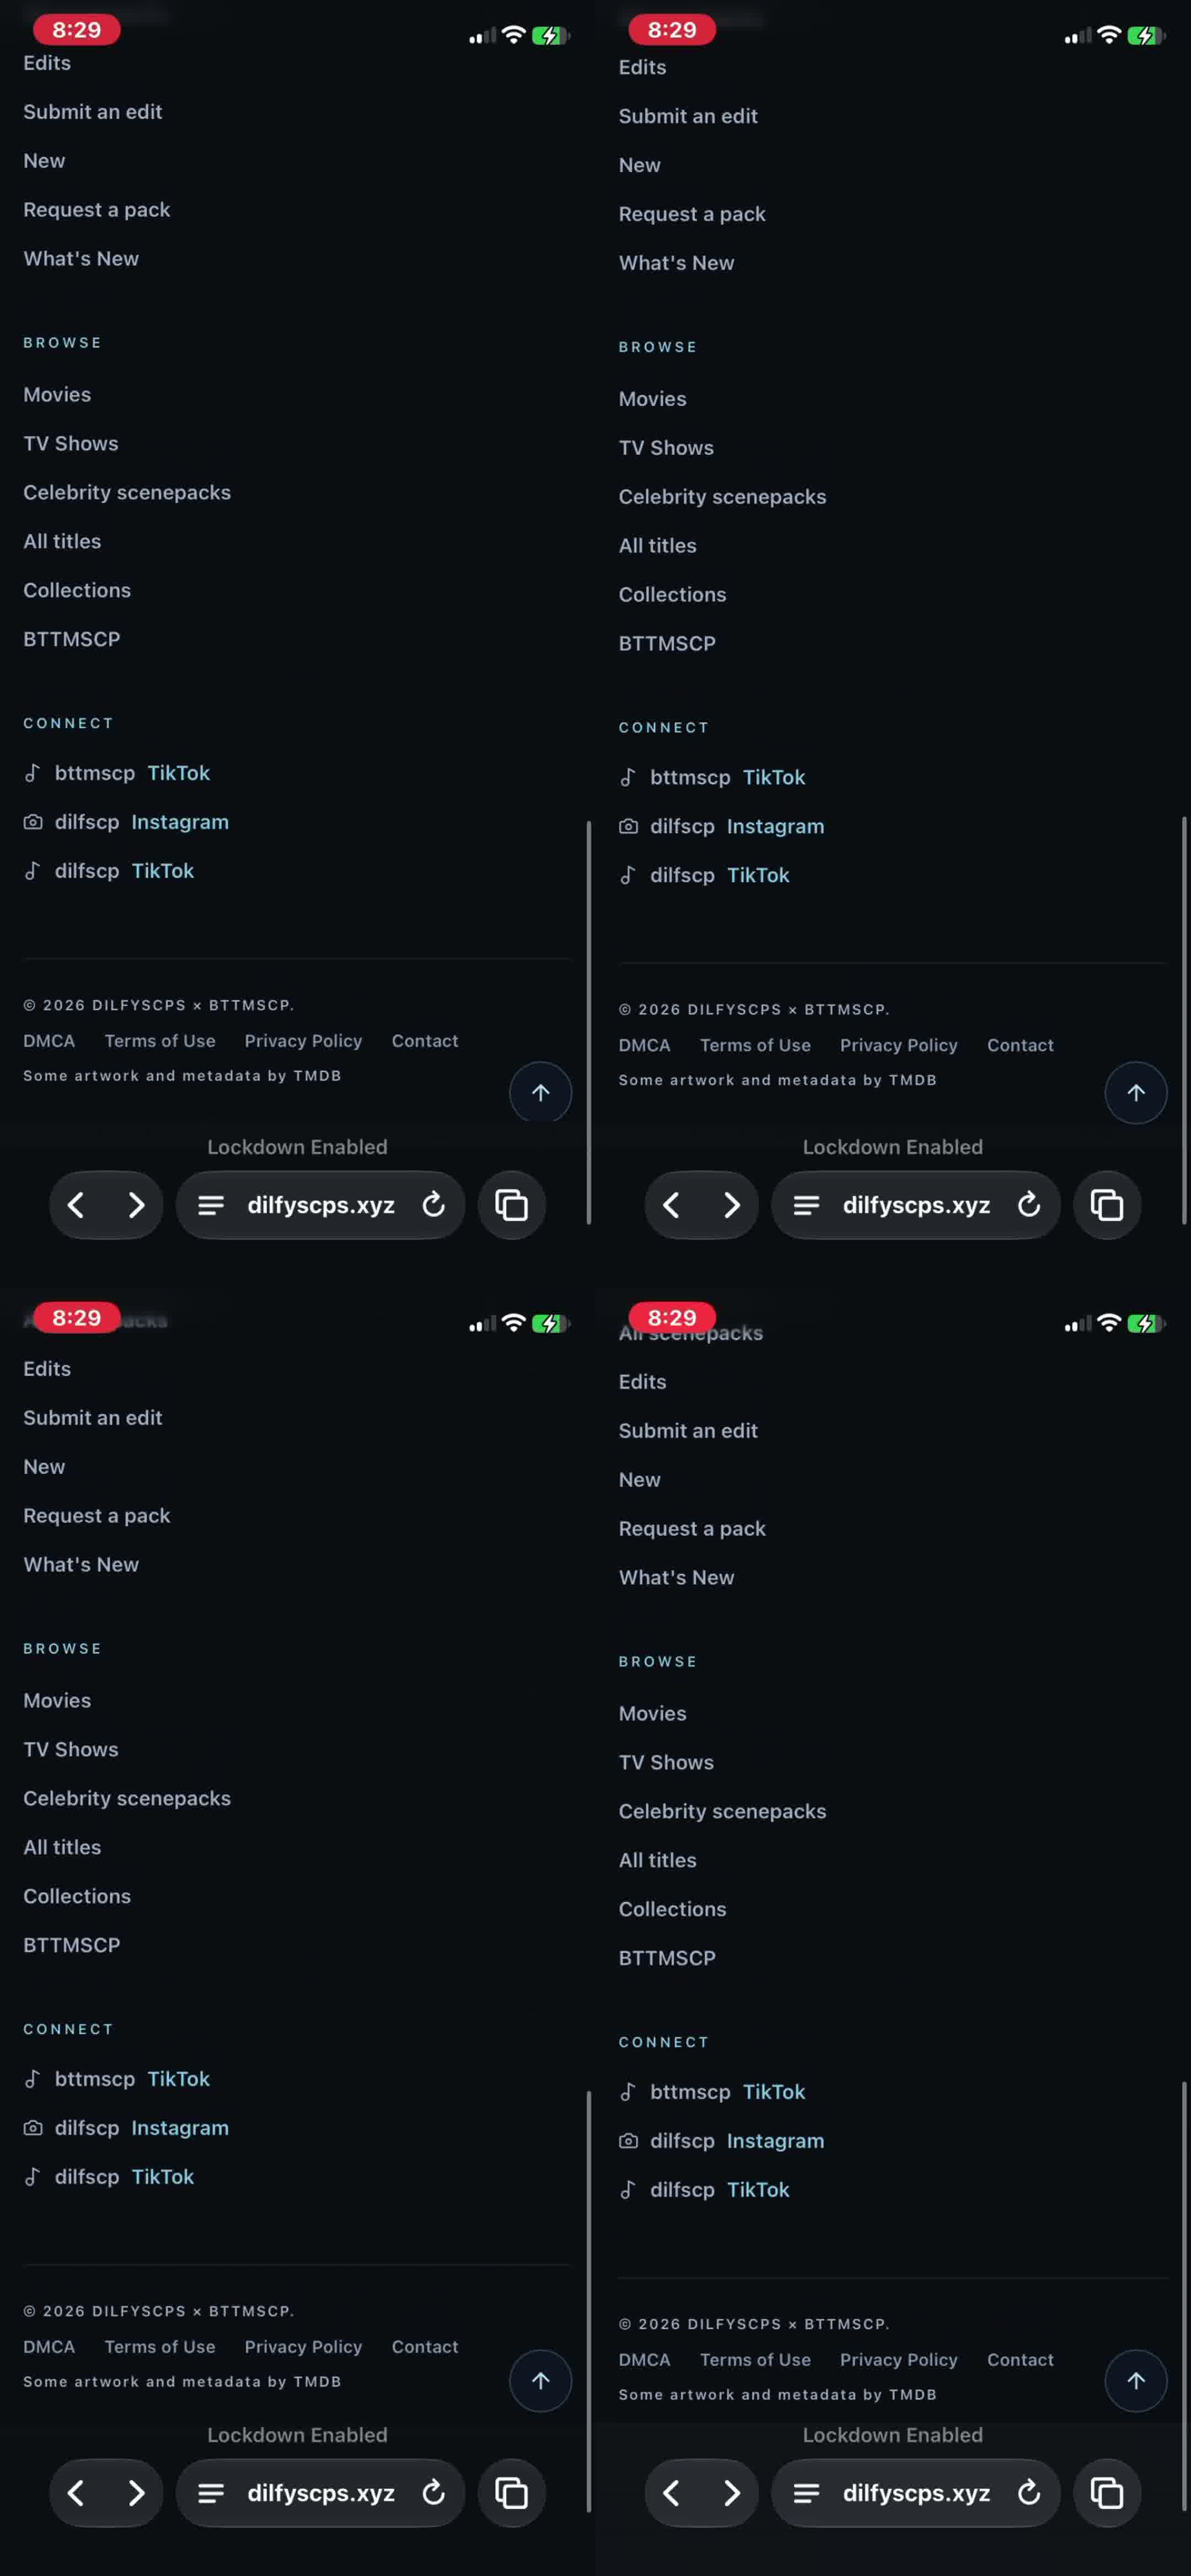 8:29
Edits
Submit an edit
New
Request a pack
What's New
BROWSE
Movies
TV Shows
Celebrity scenepacks
All titles
Collections
BTTMSCP
CONNECT
bttmscp TikTok
dilfscp Instagram
dilfscp TikTok
© 2026 DILFYSCPS × BTTMSCP.
DMCA Terms of Use Privacy Policy Contact
Some artwork and metadata by TMDB
Lockdown Enabled
dilfyscps.xyz
8:29
Edits
Submit an edit
New
Request a pack
What's New
BROWSE
Movies
TV Shows
Celebrity scenepacks
All titles
Collections
BTTMSCP
CONNECT
bttmscp TikTok
dilfscp Instagram
dilfscp TikTok
© 2026 DILFYSCPS × BTTMSCP.
DMCA Terms of Use Privacy Policy Contact
Some artwork and metadata by TMDB
Lockdown Enabled
dilfyscps.xyz
8:29
Edits
Submit an edit
New
Request a pack
What's New
BROWSE
Movies
TV Shows
Celebrity scenepacks
All titles
Collections
BTTMSCP
CONNECT
bttmscp TikTok
dilfscp Instagram
dilfscp TikTok
© 2026 DILFYSCPS × BTTMSCP.
DMCA Terms of Use Privacy Policy Contact
Some artwork and metadata by TMDB
Lockdown Enabled
dilfyscps.xyz
8:29
All scenepacks
Edits
Submit an edit
New
Request a pack
What's New
BROWSE
Movies
TV Shows
Celebrity scenepacks
All titles
Collections
BTTMSCP
CONNECT
bttmscp TikTok
dilfscp Instagram
dilfscp TikTok
© 2026 DILFYSCPS × BTTMSCP.
DMCA Terms of Use Privacy Policy Contact
Some artwork and metadata by TMDB
Lockdown Enabled
dilfyscps.xyz